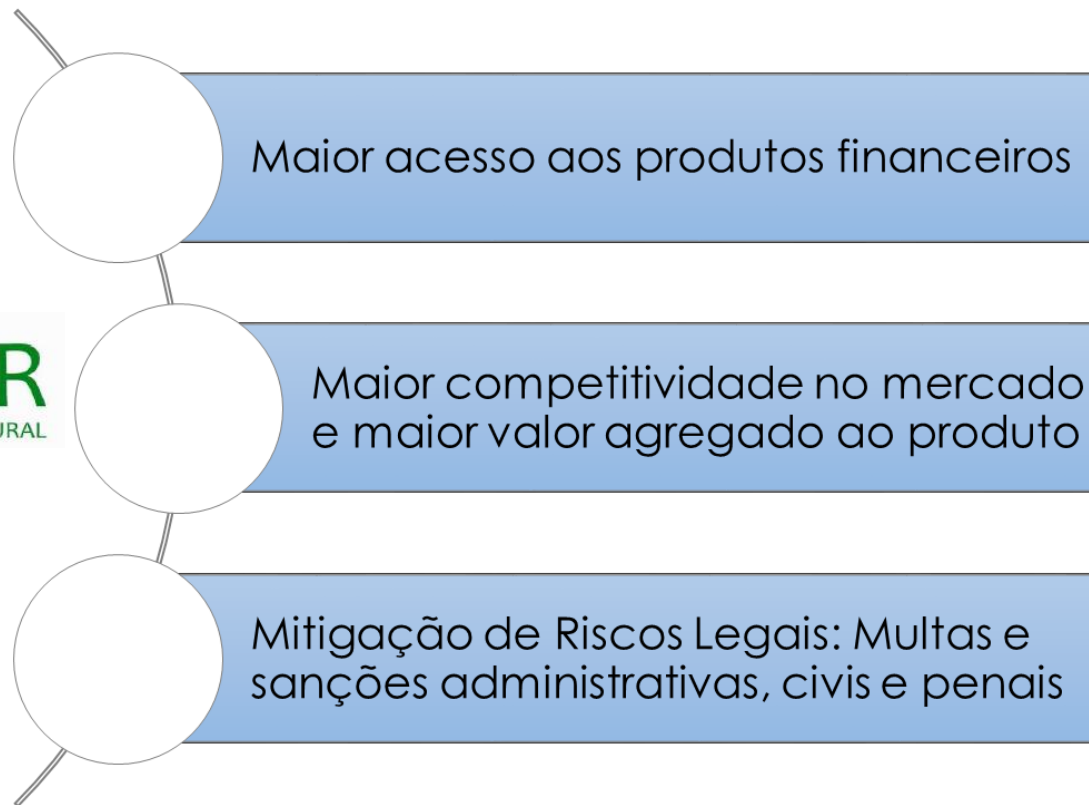 Maior acesso aos produtos financeiros
R
URAL
Maior competitividade no mercado
e maior valor agregado ao produto
Mitigação de Riscos Legais: Multas e
sanções administrativas, civis e penais